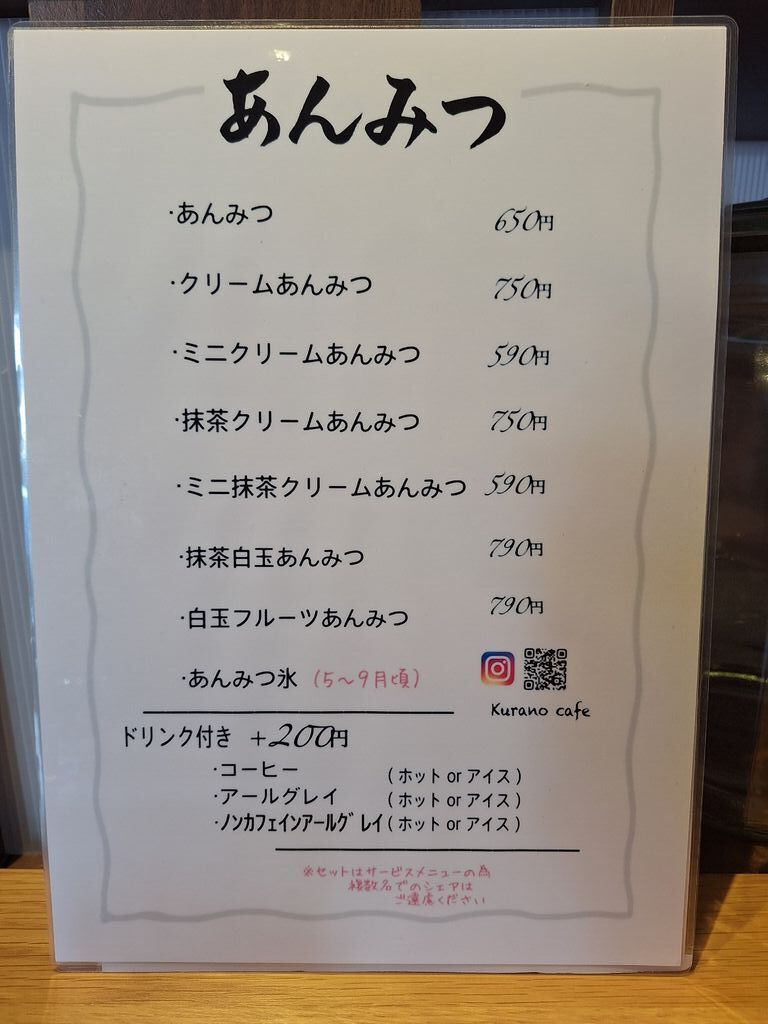 あんみつ
・あんみつ 650円
・クリームあんみつ 750円
・ミニクリームあんみつ 590円
・抹茶クリームあんみつ 750円
・ミニ抹茶クリームあんみつ 590円
・抹茶白玉あんみつ 790円
・白玉フルーツあんみつ 790円
・あんみつ氷 (5〜9月頃)
Kurano cafe
ドリンク付き +200円
・コーヒー (ホット or アイス)
・アールグレイ (ホット or アイス)
・ノンカフェインアールグレイ (ホット or アイス)
※セットはサービスメニューの為
複数名でのシェアは
ご遠慮ください